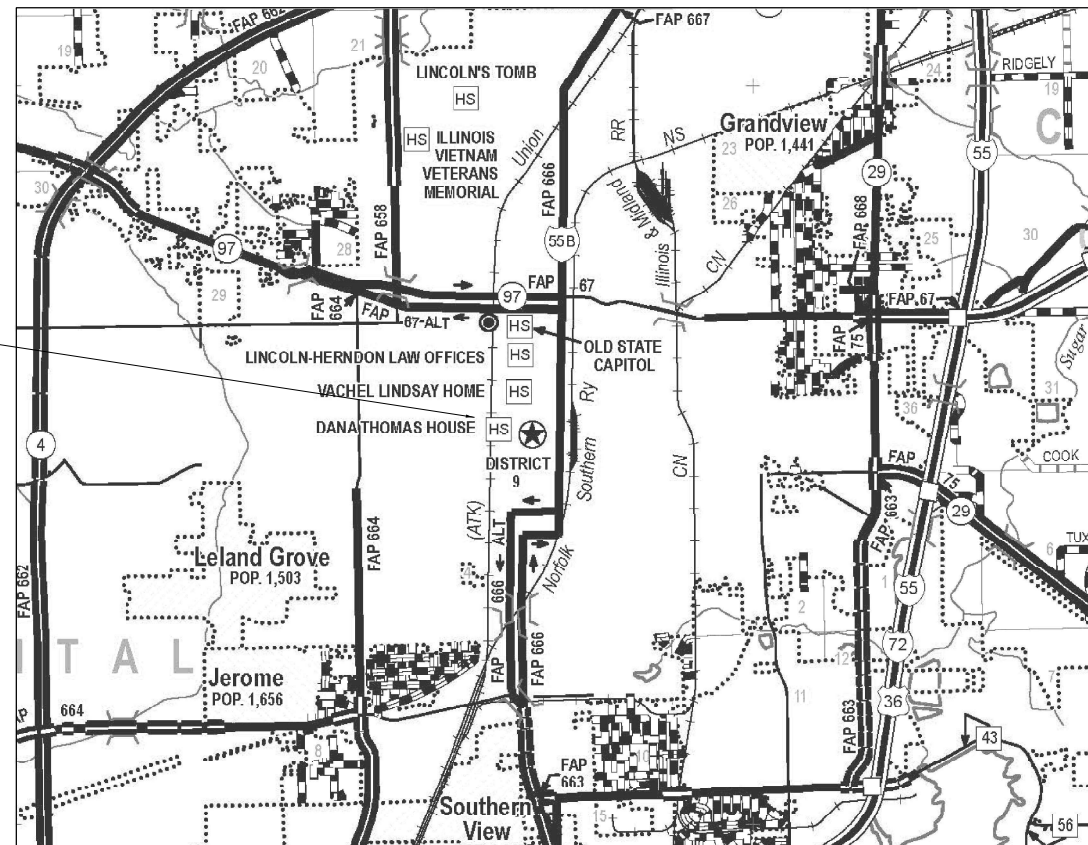 FAP 662
FAP 667
19
20
21
24
RIDGELY
19
LINCOLN'S TOMB
HS
HS
ILLINOIS
VIETNAM
VETERANS
MEMORIAL
Union
RR
NS
Grandview
POP. 1,441
23
C
55
29
30
FAP 658
FAP 666
& Midland
Illinois
26
FAP 668
25
30
97
28
55B
CN
29
FAP
664
FAP
67-ALT
97
FAP
67
FAP 67
FAP
75
HS
OLD STATE
CAPITOL
LINCOLN-HERNDON LAW OFFICES
HS
VACHEL LINDSAY HOME
HS
DANA THOMAS HOUSE
HS
DISTRICT
9
Ry
Southern
Norfolk
CN
Sugar
31
36
4
COOK
FAP
75
29
FAP 663
(ATK)
ALT
FAP 664
Leland Grove
POP. 1,503
FAP 662
TUX
6
1
2
55
666
FAP
FAP 666
72
I T A L
Jerome
POP. 1,656
12
7
36
11
664
AP
8
FAP 663
43
10
FAP
663
Southern
View
15
56